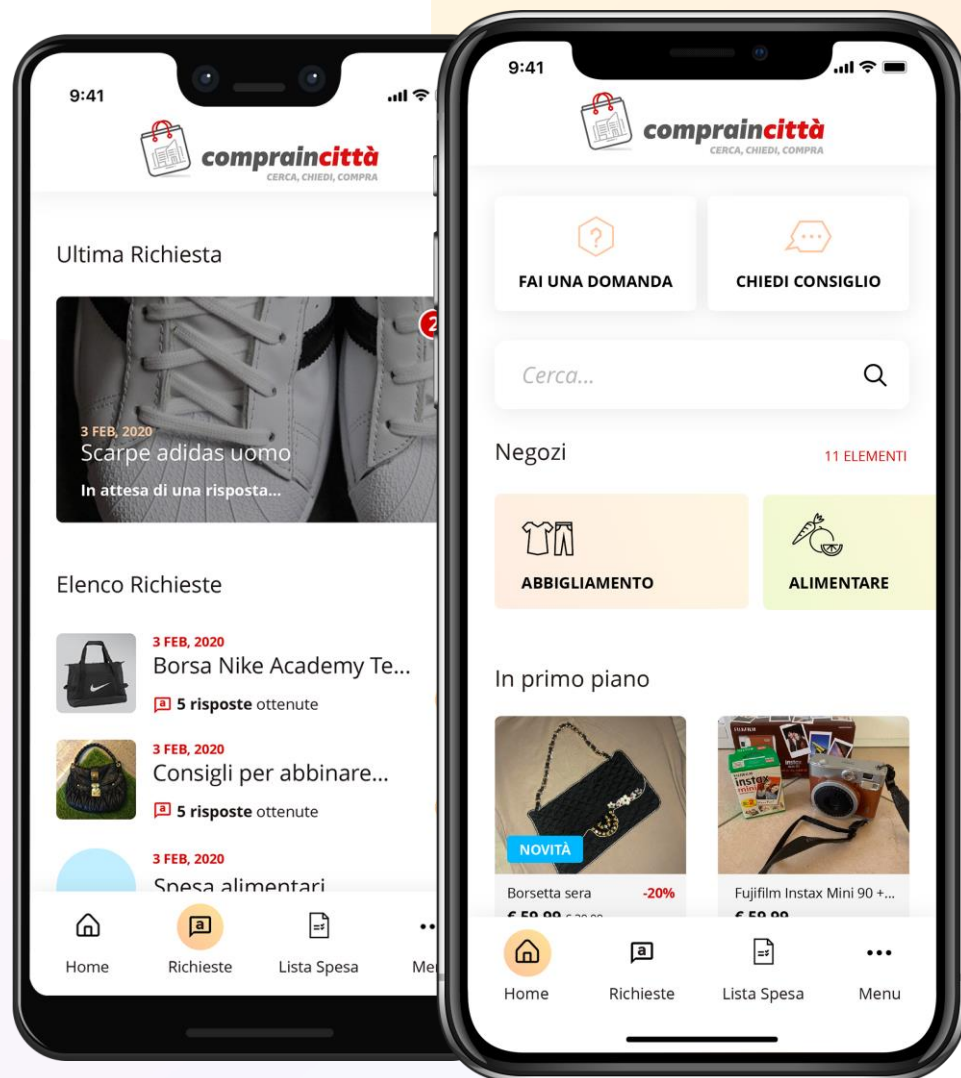 9:41
compraincittà
CERCA, CHIEDI, COMPRA
Ultima Richiesta
2
3 FEB, 2020
Scarpe adidas uomo
In attesa di una risposta...
Elenco Richieste
3 FEB, 2020
Borsa Nike Academy Te...
a 5 risposte ottenute
3 FEB, 2020
Consigli per abbinare...
a 5 risposte ottenute
3 FEB, 2020
Spesa alimentari
a
Home Richieste Lista Spesa
9:41
compraincittà
CERCA, CHIEDI, COMPRA
FAI UNA DOMANDA CHIEDI CONSIGLIO
Cerca...
Negozi 11 ELEMENTI
ABBIGLIAMENTO ALIMENTARE
In primo piano
instax
mini
NOVITÀ
Borsetta sera -20% Fujifilm Instax Mini 90 +...
€ 59,99 € 59,99
a
Home Richieste Lista Spesa Menu